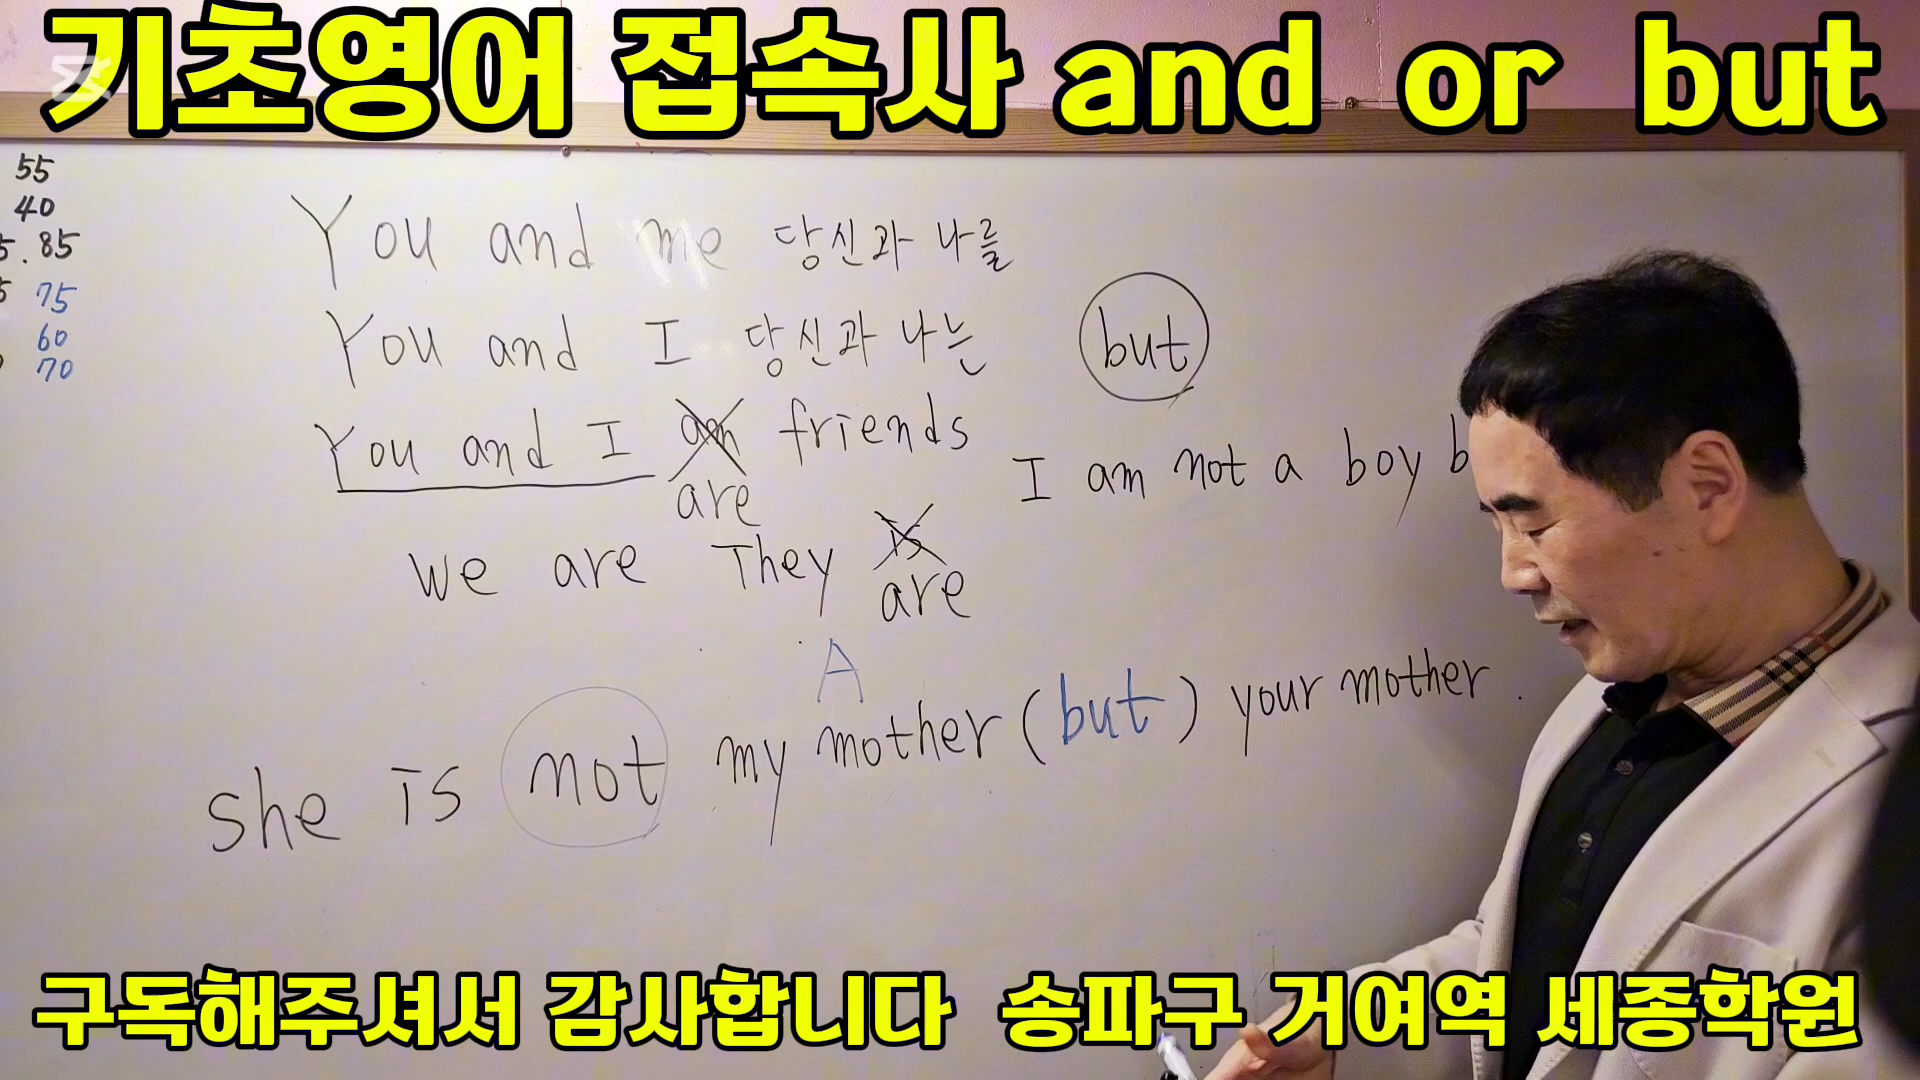 기초영어 접속사 and or but
55
40
5. 85
5 75
60
70
You and me 당신과 나를
You and I 당신과 나는
but
You and I am friends
are
I am not a boy b
we are They is
are
A
she is not my mother (but) your mother.
구독해주셔서 감사합니다 송파구 거여역 세종학원